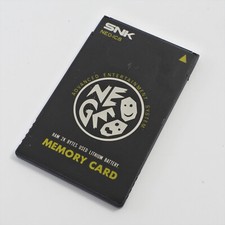 SNK
NEO-IC8
ADVANCED ENTERTAINMENT SYSTEM
NEO
GEO
RAM 2K BYTES USED LITHIUM BATTERY
MEMORY CARD